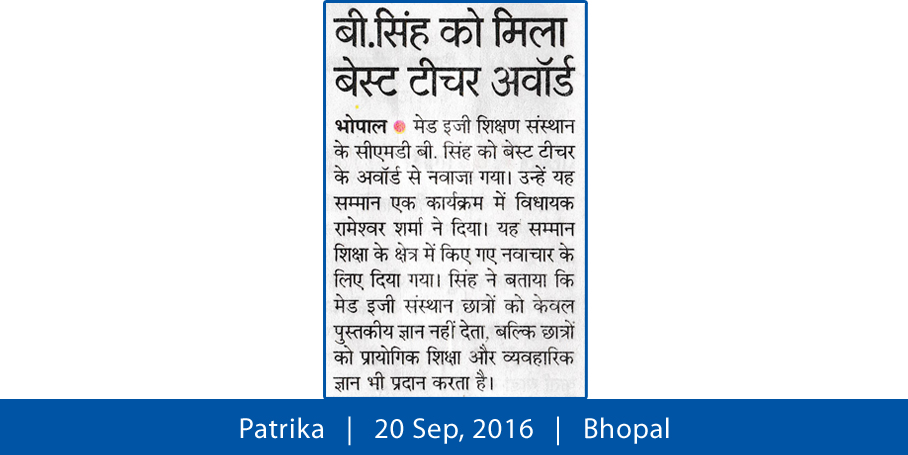 बी.सिंह को मिला
बेस्ट टीचर अवॉर्ड
भोपाल ● मेड इजी शिक्षण संस्थान
के सीएमडी बी. सिंह को बेस्ट टीचर
के अवॉर्ड से नवाजा गया। उन्हें यह
सम्मान एक कार्यक्रम में विधायक
रामेश्वर शर्मा ने दिया। यह सम्मान
शिक्षा के क्षेत्र में किए गए नवाचार के
लिए दिया गया। सिंह ने बताया कि
मेड इजी संस्थान छात्रों को केवल
पुस्तकीय ज्ञान नहीं देता, बल्कि छात्रों
को प्रायोगिक शिक्षा और व्यवहारिक
ज्ञान भी प्रदान करता है।
Patrika | 20 Sep, 2016 | Bhopal